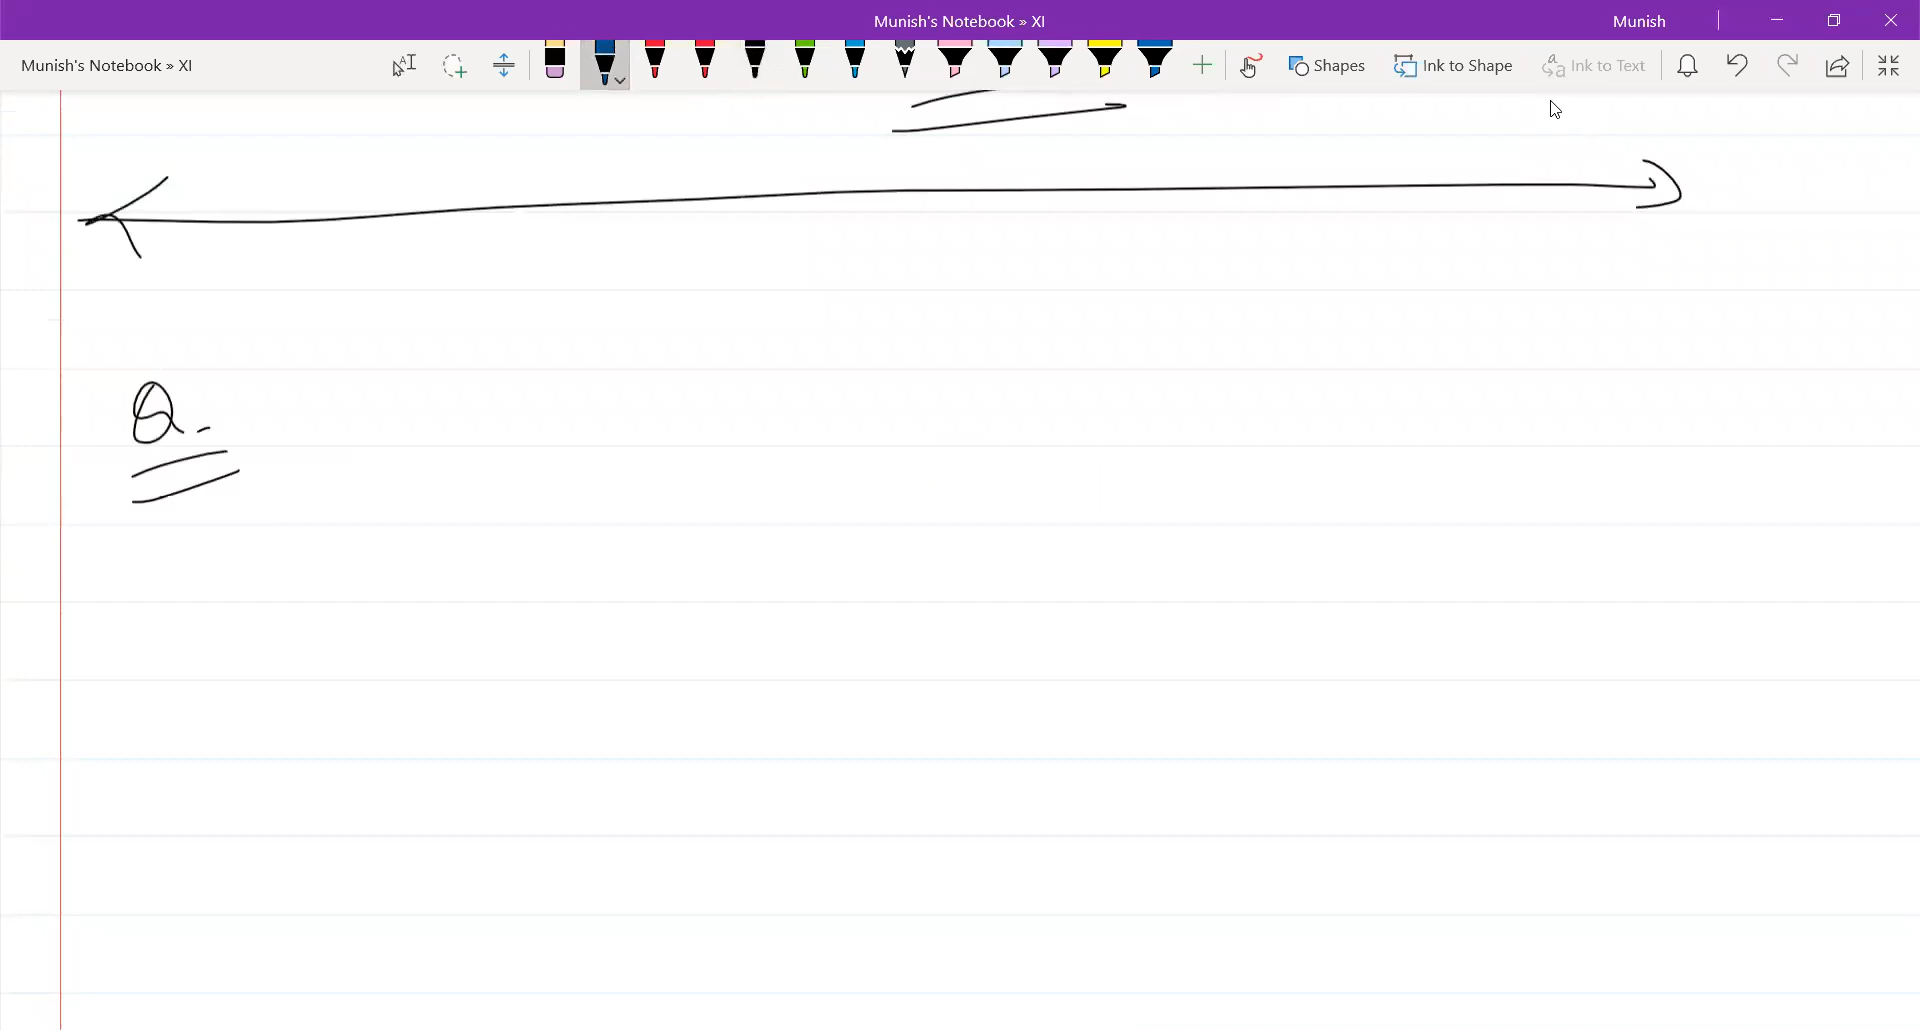 Munish's Notebook » XI
Munish
Munish's Notebook » XI
Shapes
Ink to Shape
Ink to Text
Q.